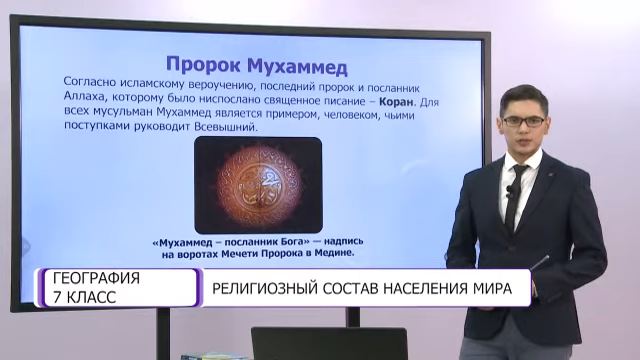 Пророк Мухаммед
Согласно исламскому вероучению, последний пророк и посланник
Аллаха, которому было ниспослано священное писание – Коран. Для
всех мусульман Мухаммед является примером, человеком, чьими
поступками руководит Всевышний.
«Мухаммед – посланник Бога» — надпись
на воротах Мечети Пророка в Медине.
ГЕОГРАФИЯ
7 КЛАСС
РЕЛИГИОЗНЫЙ СОСТАВ НАСЕЛЕНИЯ МИРА